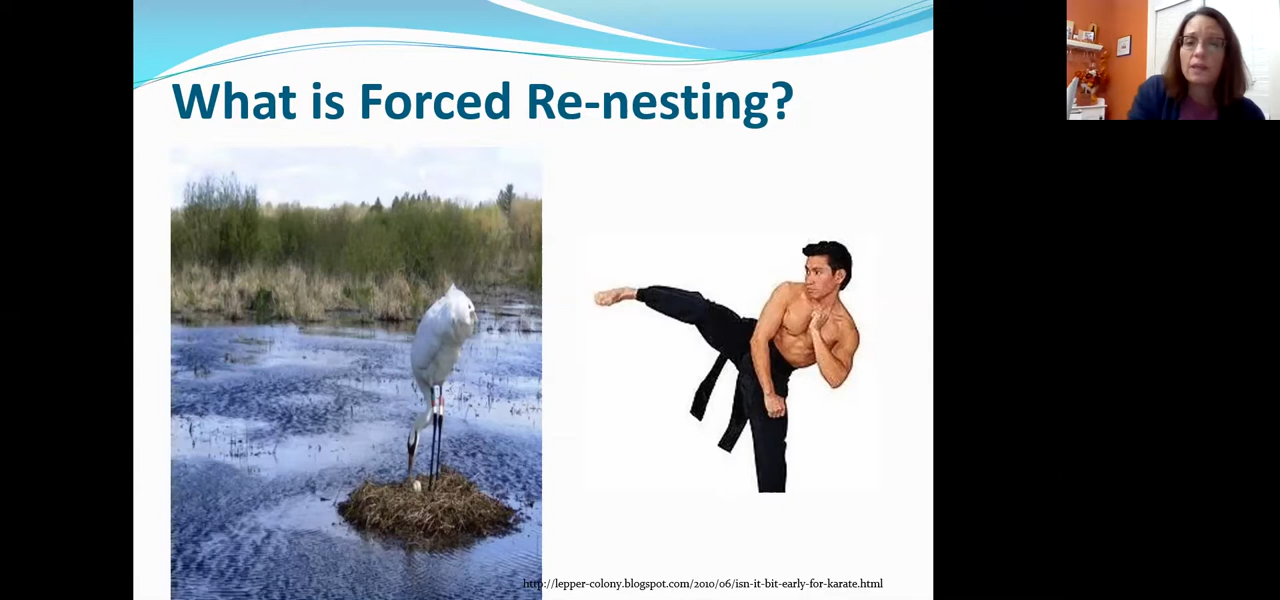 What is Forced Re-nesting?
http://lepper-colony.blogspot.com/2010/06/isn-it-bit-early-for-karate.html